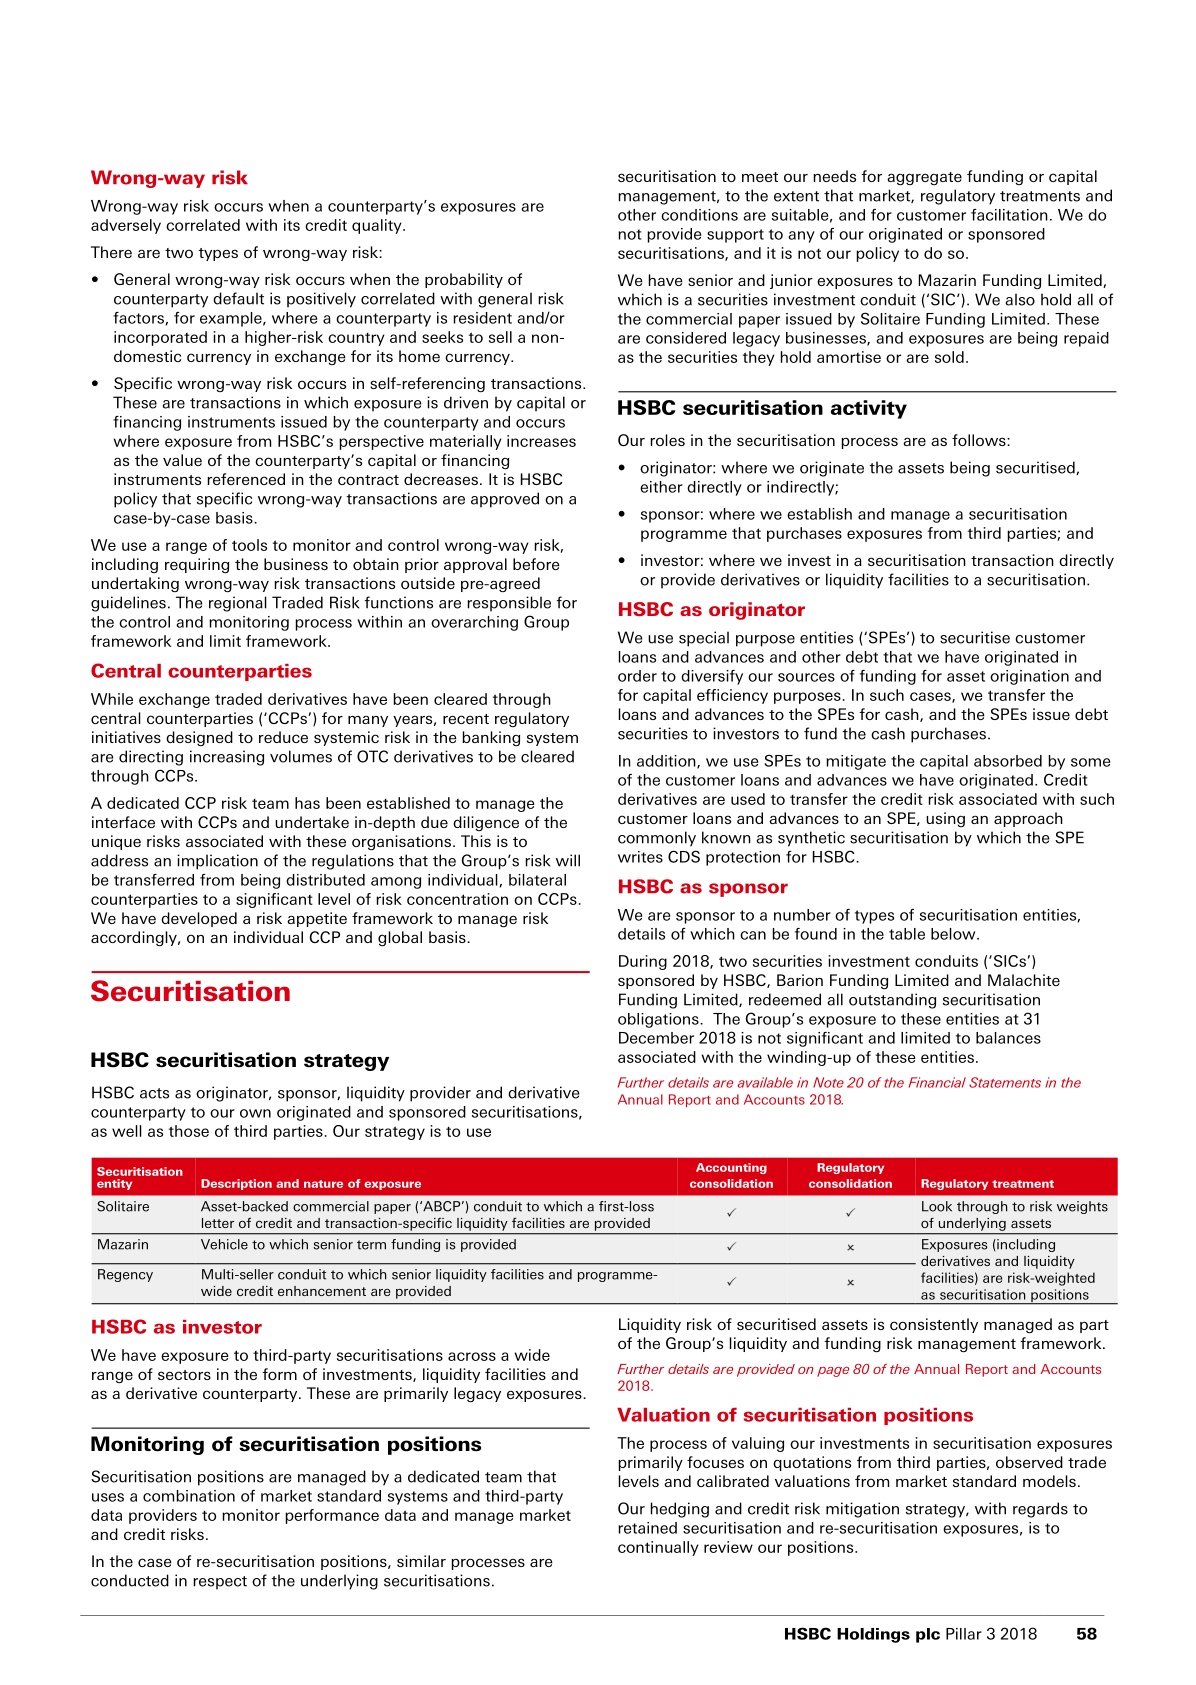 Wrong-way risk
Wrong-way risk occurs when a counterparty’s exposures are
adversely correlated with its credit quality.
There are two types of wrong-way risk:
• General wrong-way risk occurs when the probability of
counterparty default is positively correlated with general risk
factors, for example, where a counterparty is resident and/or
incorporated in a higher-risk country and seeks to sell a non-
domestic currency in exchange for its home currency.
• Specific wrong-way risk occurs in self-referencing transactions.
These are transactions in which exposure is driven by capital or
financing instruments issued by the counterparty and occurs
where exposure from HSBC’s perspective materially increases
as the value of the counterparty’s capital or financing
instruments referenced in the contract decreases. It is HSBC
policy that specific wrong-way transactions are approved on a
case-by-case basis.
We use a range of tools to monitor and control wrong-way risk,
including requiring the business to obtain prior approval before
undertaking wrong-way risk transactions outside pre-agreed
guidelines. The regional Traded Risk functions are responsible for
the control and monitoring process within an overarching Group
framework and limit framework.
Central counterparties
While exchange traded derivatives have been cleared through
central counterparties (‘CCPs’) for many years, recent regulatory
initiatives designed to reduce systemic risk in the banking system
are directing increasing volumes of OTC derivatives to be cleared
through CCPs.
A dedicated CCP risk team has been established to manage the
interface with CCPs and undertake in-depth due diligence of the
unique risks associated with these organisations. This is to
address an implication of the regulations that the Group’s risk will
be transferred from being distributed among individual, bilateral
counterparties to a significant level of risk concentration on CCPs.
We have developed a risk appetite framework to manage risk
accordingly, on an individual CCP and global basis.
Securitisation
HSBC securitisation strategy
HSBC acts as originator, sponsor, liquidity provider and derivative
counterparty to our own originated and sponsored securitisations,
as well as those of third parties. Our strategy is to use
securitisation to meet our needs for aggregate funding or capital
management, to the extent that market, regulatory treatments and
other conditions are suitable, and for customer facilitation. We do
not provide support to any of our originated or sponsored
securitisations, and it is not our policy to do so.
We have senior and junior exposures to Mazarin Funding Limited,
which is a securities investment conduit (‘SIC’). We also hold all of
the commercial paper issued by Solitaire Funding Limited. These
are considered legacy businesses, and exposures are being repaid
as the securities they hold amortise or are sold.
HSBC securitisation activity
Our roles in the securitisation process are as follows:
• originator: where we originate the assets being securitised,
either directly or indirectly;
• sponsor: where we establish and manage a securitisation
programme that purchases exposures from third parties; and
• investor: where we invest in a securitisation transaction directly
or provide derivatives or liquidity facilities to a securitisation.
HSBC as originator
We use special purpose entities (‘SPEs’) to securitise customer
loans and advances and other debt that we have originated in
order to diversify our sources of funding for asset origination and
for capital efficiency purposes. In such cases, we transfer the
loans and advances to the SPEs for cash, and the SPEs issue debt
securities to investors to fund the cash purchases.
In addition, we use SPEs to mitigate the capital absorbed by some
of the customer loans and advances we have originated. Credit
derivatives are used to transfer the credit risk associated with such
customer loans and advances to an SPE, using an approach
commonly known as synthetic securitisation by which the SPE
writes CDS protection for HSBC.
HSBC as sponsor
We are sponsor to a number of types of securitisation entities,
details of which can be found in the table below.
During 2018, two securities investment conduits (‘SICs’)
sponsored by HSBC, Barion Funding Limited and Malachite
Funding Limited, redeemed all outstanding securitisation
obligations.  The Group’s exposure to these entities at 31
December 2018 is not significant and limited to balances
associated with the winding-up of these entities.
Further details are available in Note 20 of the Financial Statements in the
Annual Report and Accounts 2018.
Securitisation
entity
Description and nature of exposure
Accounting
consolidation
Regulatory
consolidation
Regulatory treatment
Solitaire
Asset-backed commercial paper (‘ABCP’) conduit to which a first-loss
letter of credit and transaction-specific liquidity facilities are provided
✓
✓
Look through to risk weights
of underlying assets
Mazarin
Vehicle to which senior term funding is provided
✓
×
Exposures (including
derivatives and liquidity
facilities) are risk-weighted
as securitisation positions
Regency
Multi-seller conduit to which senior liquidity facilities and programme-
wide credit enhancement are provided
✓
×
HSBC as investor
We have exposure to third-party securitisations across a wide
range of sectors in the form of investments, liquidity facilities and
as a derivative counterparty. These are primarily legacy exposures.
Monitoring of securitisation positions
Securitisation positions are managed by a dedicated team that
uses a combination of market standard systems and third-party
data providers to monitor performance data and manage market
and credit risks.
In the case of re-securitisation positions, similar processes are
conducted in respect of the underlying securitisations.
Liquidity risk of securitised assets is consistently managed as part
of the Group’s liquidity and funding risk management framework.
Further details are provided on page 80 of the Annual Report and Accounts
2018.
Valuation of securitisation positions
The process of valuing our investments in securitisation exposures
primarily focuses on quotations from third parties, observed trade
levels and calibrated valuations from market standard models.
Our hedging and credit risk mitigation strategy, with regards to
retained securitisation and re-securitisation exposures, is to
continually review our positions.
HSBC Holdings plc Pillar 3 2018 58